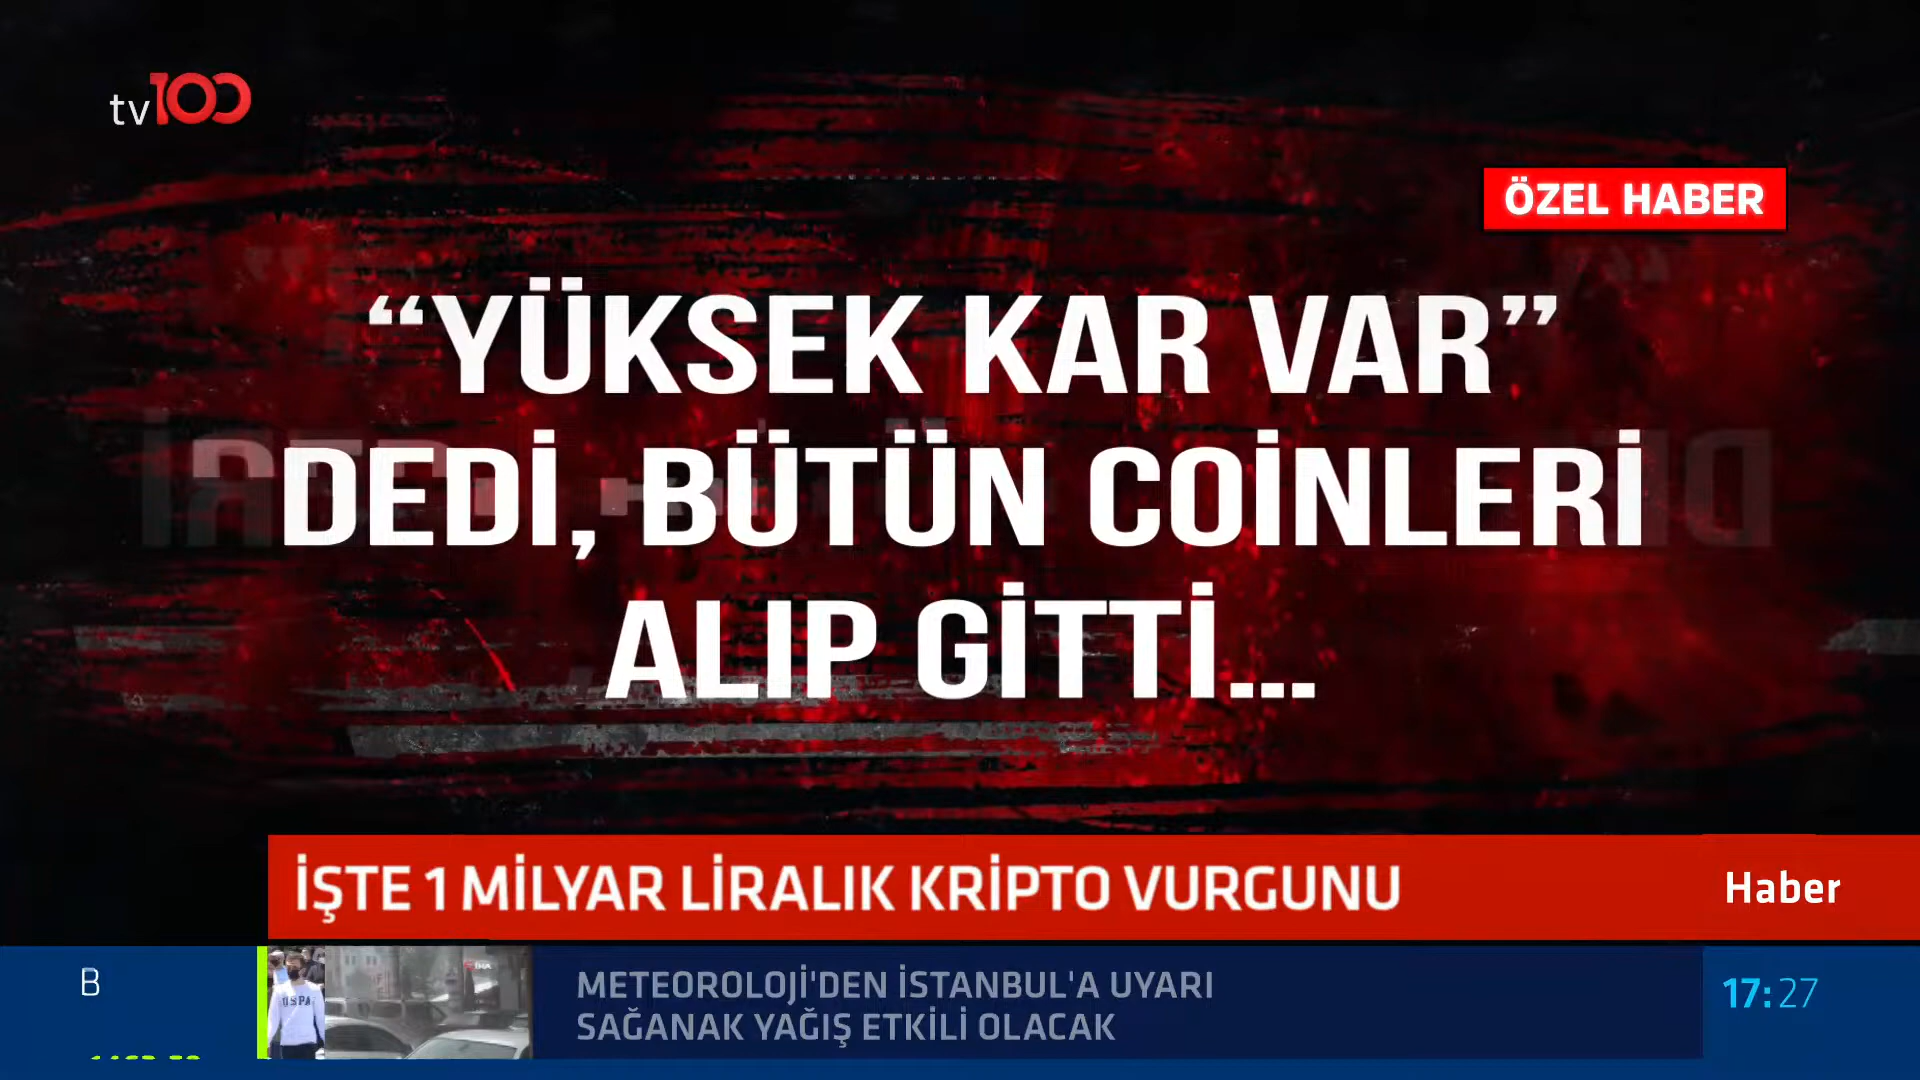 tv100
ÖZEL HABER
“YÜKSEK KAR VAR”
DEDİ, BÜTÜN COİNLERİ
ALIP GİTTİ...
İŞTE 1 MİLYAR LİRALIK KRİPTO VURGUNU
Haber
B
METEOROLOJİ'DEN İSTANBUL'A UYARI
SAĞANAK YAĞIŞ ETKİLİ OLACAK
17:27